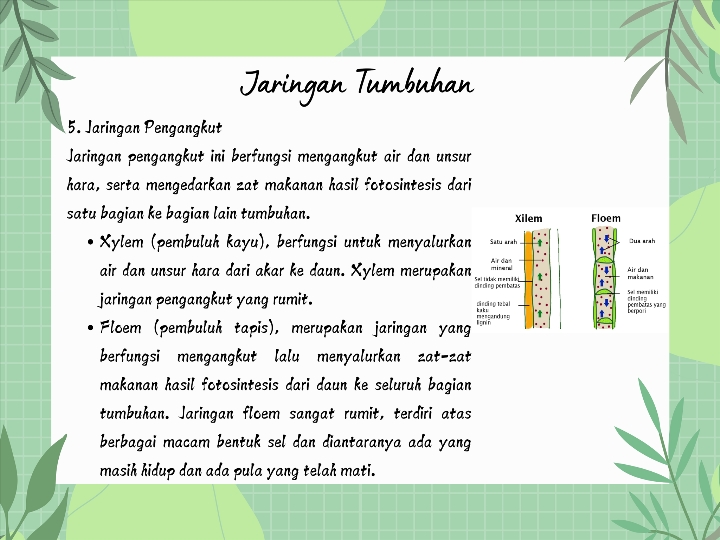 Jaringan Tumbuhan
5. Jaringan Pengangkut
Jaringan pengangkut ini berfungsi mengangkut air dan unsur
hara, serta mengedarkan zat makanan hasil fotosintesis dari
satu bagian ke bagian lain tumbuhan.
• Xylem (pembuluh kayu), berfungsi untuk menyalurkan
air dan unsur hara dari akar ke daun. Xylem merupakan
jaringan pengangkut yang rumit.
• Floem (pembuluh tapis), merupakan jaringan yang
berfungsi mengangkut lalu menyalurkan zat-zat
makanan hasil fotosintesis dari daun ke seluruh bagian
tumbuhan. Jaringan floem sangat rumit, terdiri atas
berbagai macam bentuk sel dan diantaranya ada yang
masih hidup dan ada pula yang telah mati.
Xilem
Satu arah
Air dan
mineral
Sel tidak memiliki
dinding pembatas
dinding tebal
kaku
mengandung
lignin
Floem
Dua arah
Air dan
makanan
Sel memiliki
dinding
pembatas yang
berpori